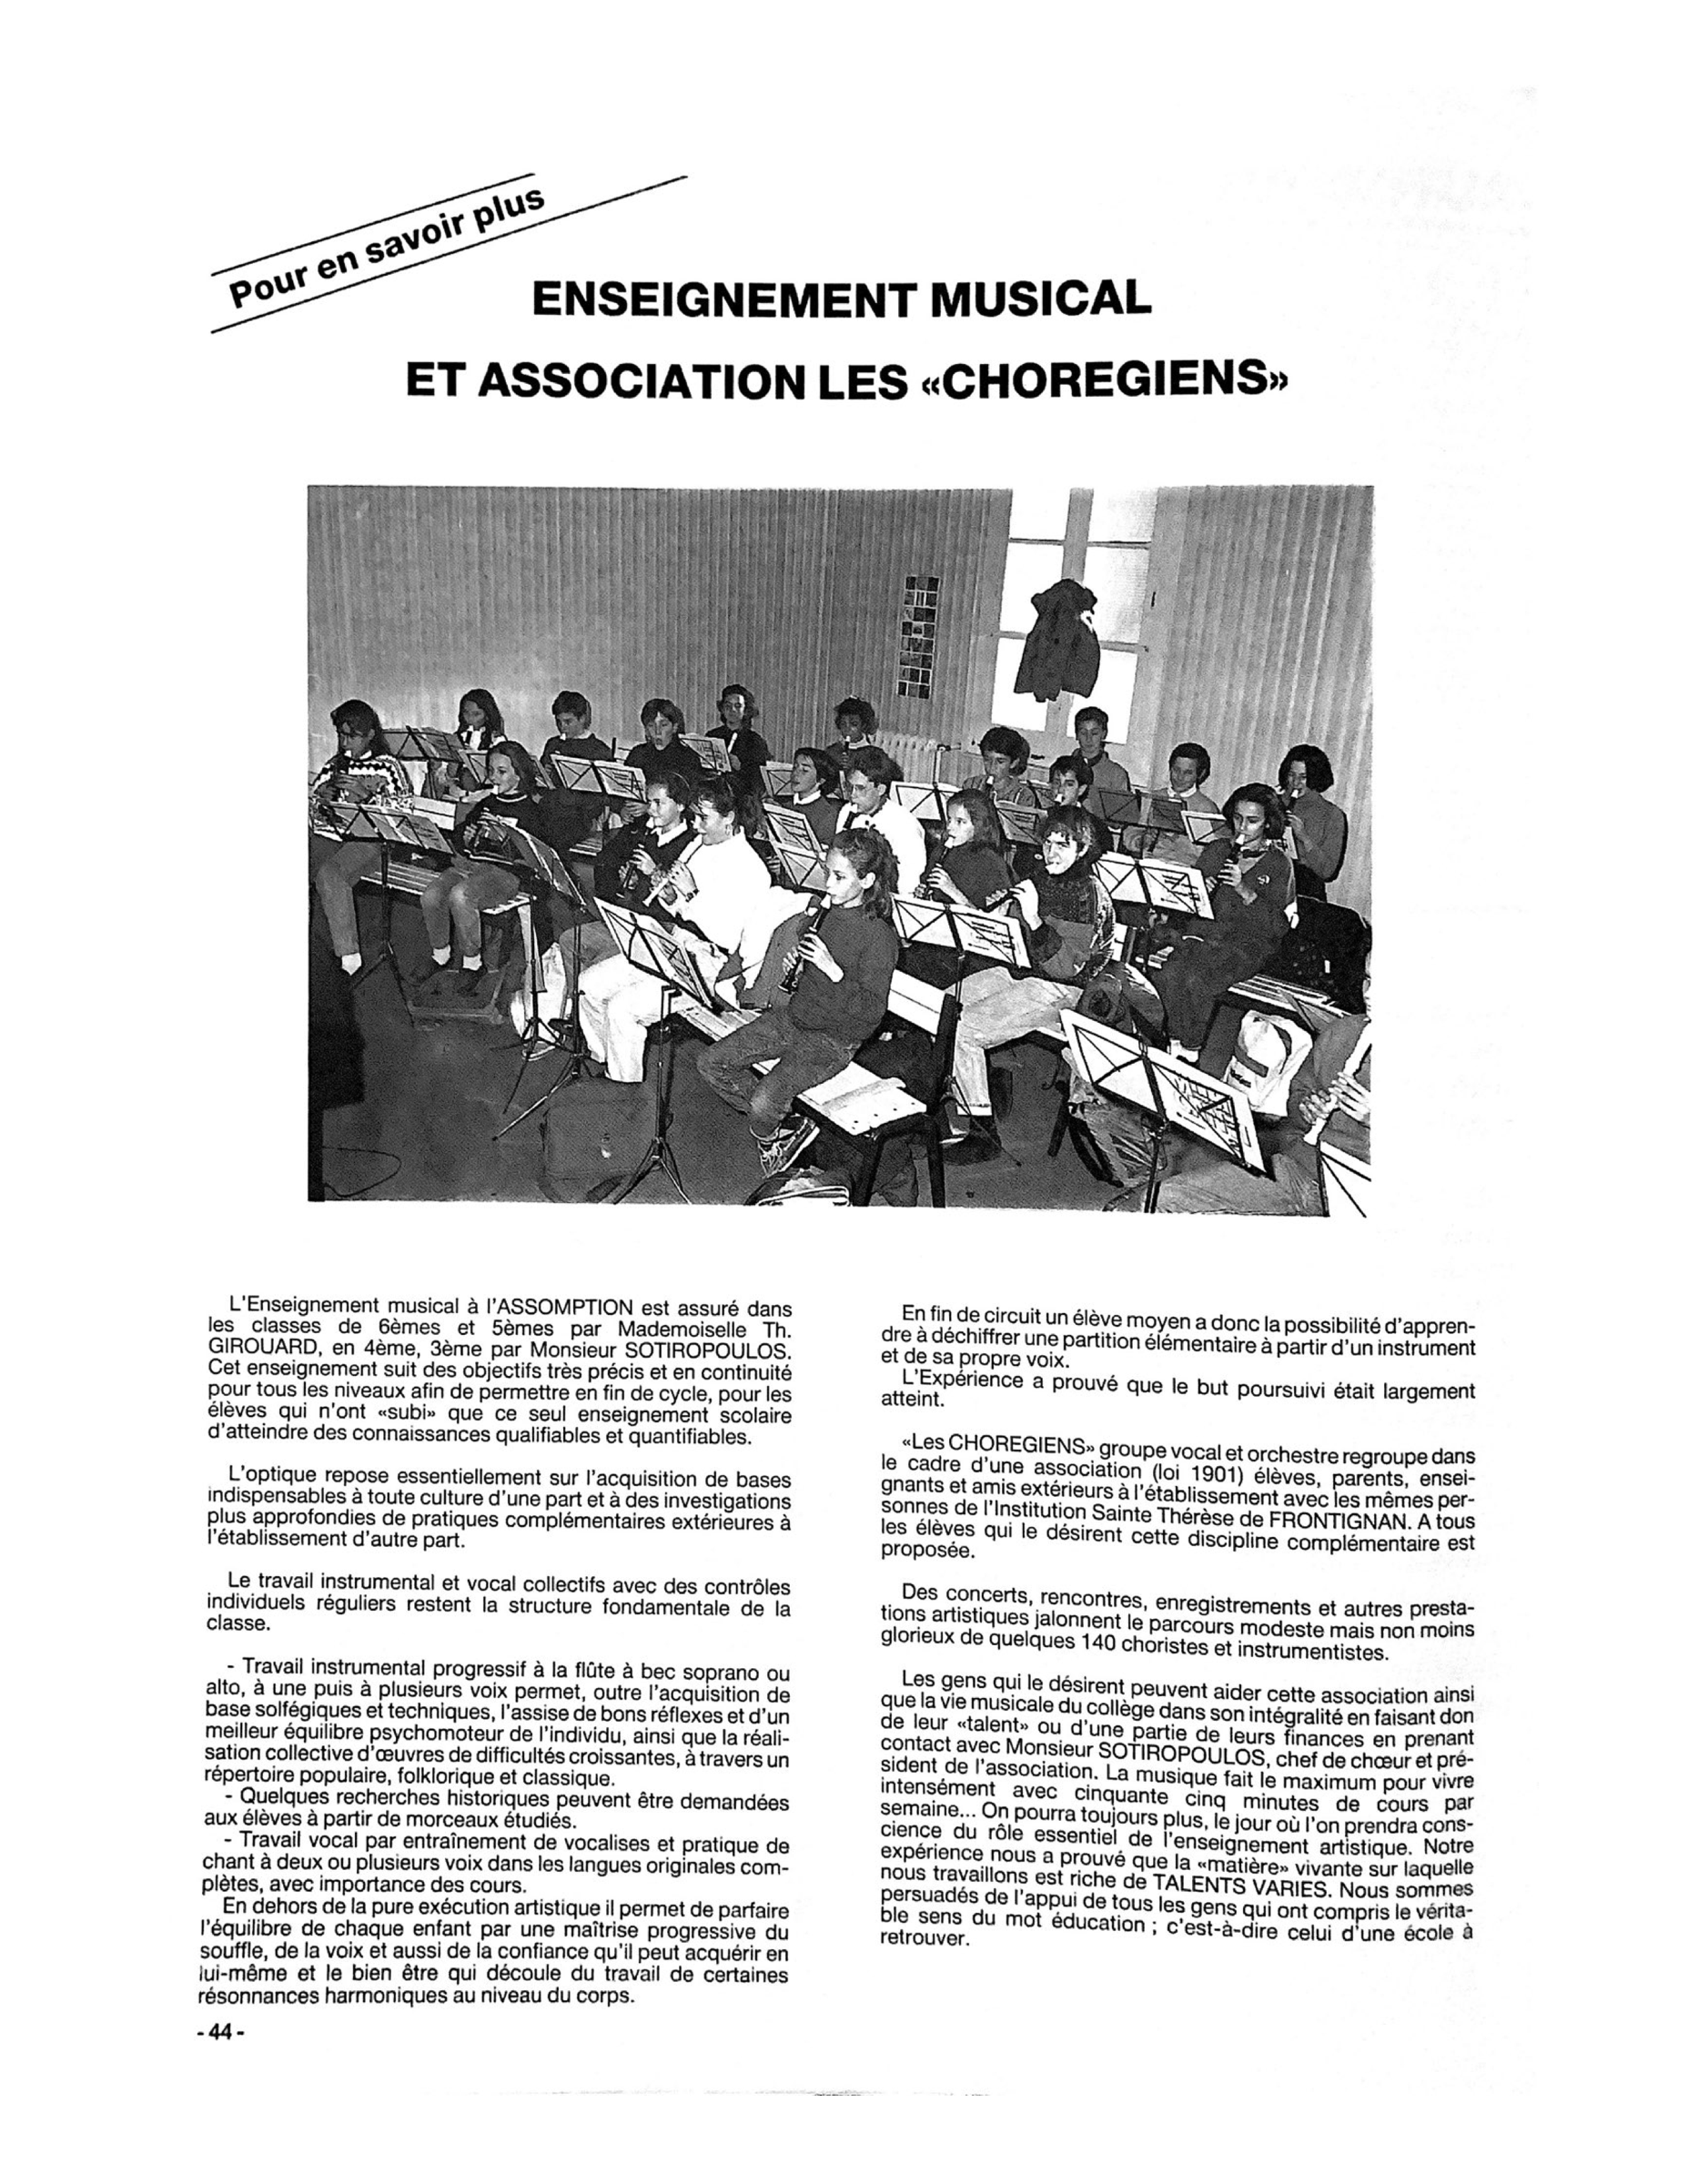 Pour en savoir plus
ENSEIGNEMENT MUSICAL
ET ASSOCIATION LES «CHOREGIENS»
L'Enseignement musical à l'ASSOMPTION est assuré dans
les classes de 6èmes et 5èmes par Mademoiselle Th.
GIROUARD, en 4ème, 3ème par Monsieur SOTIROPOULOS.
Cet enseignement suit des objectifs très précis et en continuité
pour tous les niveaux afin de permettre en fin de cycle, pour les
élèves qui n'ont «subi» que ce seul enseignement scolaire
d'atteindre des connaissances qualifiables et quantifiables.
L'optique repose essentiellement sur l'acquisition de bases
indispensables à toute culture d'une part et à des investigations
plus approfondies de pratiques complémentaires extérieures à
l'établissement d'autre part.
Le travail instrumental et vocal collectifs avec des contrôles
individuels réguliers restent la structure fondamentale de la
classe.
- Travail instrumental progressif à la flûte à bec soprano ou
alto, à une puis à plusieurs voix permet, outre l'acquisition de
base solfégiques et techniques, l'assise de bons réflexes et d'un
meilleur équilibre psychomoteur de l'individu, ainsi que la réali-
sation collective d'œuvres de difficultés croissantes, à travers un
répertoire populaire, folklorique et classique.
- Quelques recherches historiques peuvent être demandées
aux élèves à partir de morceaux étudiés.
- Travail vocal par entraînement de vocalises et pratique de
chant à deux ou plusieurs voix dans les langues originales com-
plètes, avec importance des cours.
En dehors de la pure exécution artistique il permet de parfaire
l'équilibre de chaque enfant par une maîtrise progressive du
souffle, de la voix et aussi de la confiance qu'il peut acquérir en
lui-même et le bien être qui découle du travail de certaines
résonnances harmoniques au niveau du corps.
- 44 -
En fin de circuit un élève moyen a donc la possibilité d'appren-
dre à déchiffrer une partition élémentaire à partir d'un instrument
et de sa propre voix.
L'Expérience a prouvé que le but poursuivi était largement
atteint.
«Les CHOREGIENS» groupe vocal et orchestre regroupe dans
le cadre d'une association (loi 1901) élèves, parents, ensei-
gnants et amis extérieurs à l'établissement avec les mêmes per-
sonnes de l'Institution Sainte Thérèse de FRONTIGNAN. A tous
les élèves qui le désirent cette discipline complémentaire est
proposée.
Des concerts, rencontres, enregistrements et autres presta-
tions artistiques jalonnent le parcours modeste mais non moins
glorieux de quelques 140 choristes et instrumentistes.
Les gens qui le désirent peuvent aider cette association ainsi
que la vie musicale du collège dans son intégralité en faisant don
de leur «talent» ou d'une partie de leurs finances en prenant
contact avec Monsieur SOTIROPOULOS, chef de chœur et pré-
sident de l'association. La musique fait le maximum pour vivre
intensément avec cinquante cinq minutes de cours par
semaine... On pourra toujours plus, le jour où l'on prendra cons-
cience du rôle essentiel de l'enseignement artistique. Notre
expérience nous a prouvé que la «matière» vivante sur laquelle
nous travaillons est riche de TALENTS VARIES. Nous sommes
persuadés de l'appui de tous les gens qui ont compris le vérita-
ble sens du mot éducation ; c'est-à-dire celui d'une école à
retrouver.